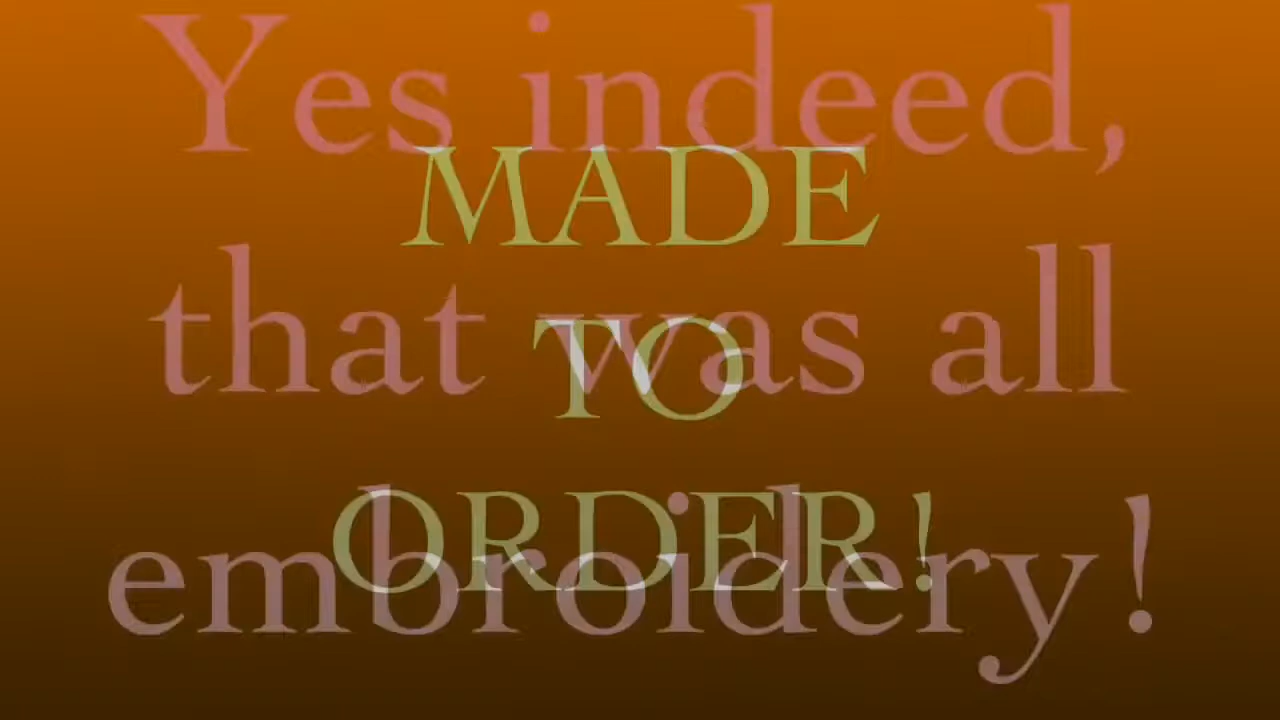 Yes indeed,
MADE
that was all
TO
embroidery!
ORDER!